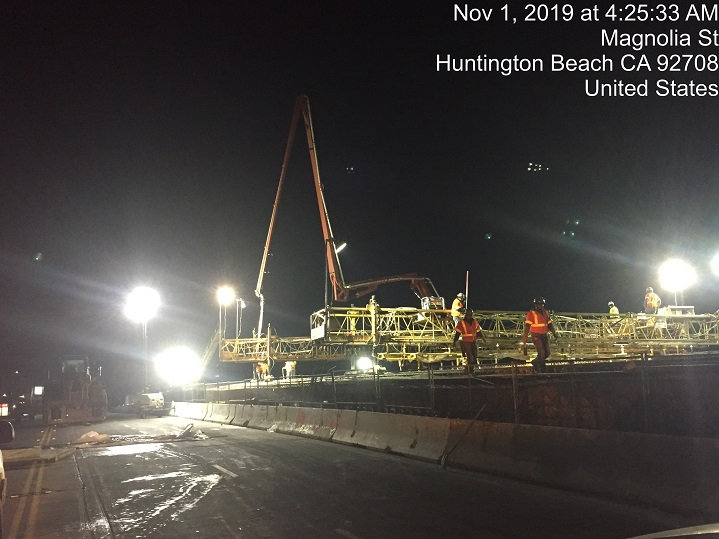 Nov 1, 2019 at 4:25:33 AM
Magnolia St
Huntington Beach CA 92708
United States